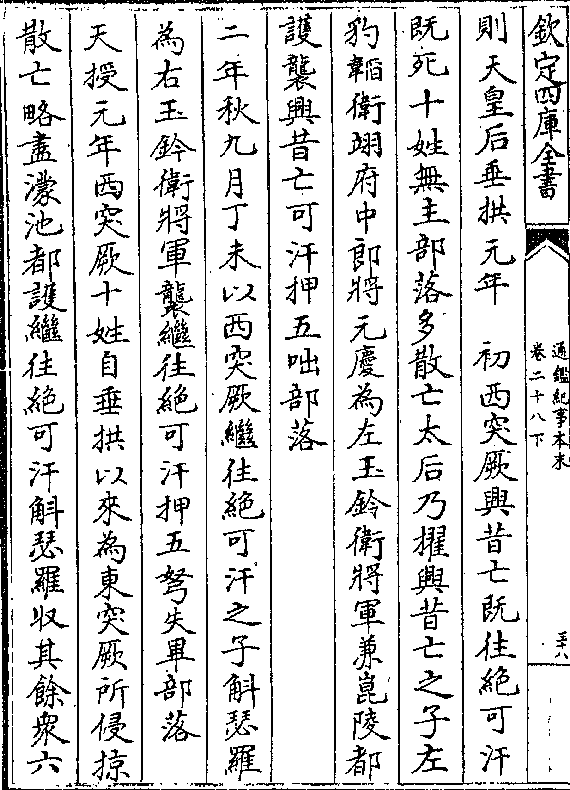 欽定四庫全書
通鑑紀事本末
卷二十八下
三十八
則天皇后垂拱元年　初西突厥興昔亡既往絶可汗
既死十姓無主部落多散亡太后乃擢興昔亡之子左
豹韜衛翊府中郎將元慶為左玉鈐衛將軍兼崑陵都
護襲興昔亡可汗押五咄部落
二年秋九月丁未以西突厥繼往絶可汗之子斛瑟羅
為右玉鈐衛將軍襲繼往絶可汗押五弩失畢部落
天授元年西突厥十姓自垂拱以來為東突厥所侵掠
散亡略盡濛池都護繼往絶可汗斛瑟羅収其餘衆六